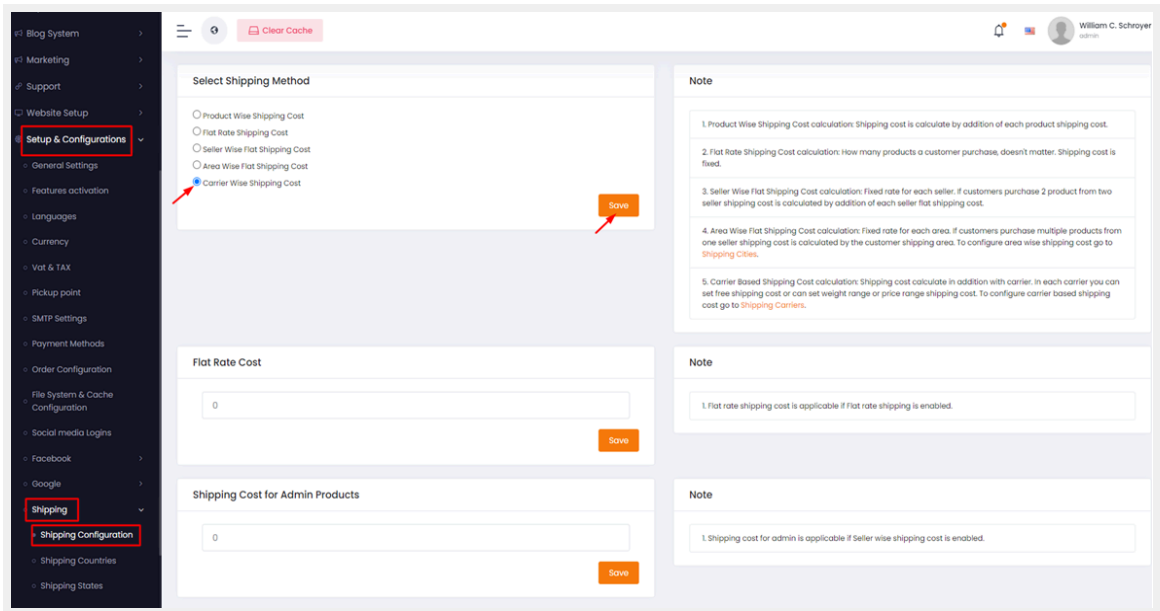 Blog System
Marketing
Support
Website Setup
Setup & Configurations
General Settings
Features activation
Languages
Currency
Vat & TAX
Pickup point
SMTP Settings
Payment Methods
Order Configuration
File System & Cache
Configuration
Social media Logins
Facebook
Google
Shipping
Shipping Configuration
Shipping Countries
Shipping States
Clear Cache
William C. Schroyer
admin
Select Shipping Method
Product Wise Shipping Cost
Flat Rate Shipping Cost
Seller Wise Flat Shipping Cost
Area Wise Flat Shipping Cost
Carrier Wise Shipping Cost
Save
Note
1. Product Wise Shipping Cost calculation: Shipping cost is calculate by addition of each product shipping cost.
2. Flat Rate Shipping Cost calculation: How many products a customer purchase, doesn't matter. Shipping cost is
fixed.
3. Seller Wise Flat Shipping Cost calculation: Fixed rate for each seller. If customers purchase 2 product from two
seller shipping cost is calculated by addition of each seller flat shipping cost.
4. Area Wise Flat Shipping Cost calculation: Fixed rate for each area. If customers purchase multiple products from
one seller shipping cost is calculated by the customer shipping area. To configure area wise shipping cost go to
Shipping Cities.
5. Carrier Based Shipping Cost calculation: Shipping cost calculate in addition with carrier. In each carrier you can
set free shipping cost or can set weight range or price range shipping cost. To configure carrier based shipping
cost go to Shipping Carriers.
Flat Rate Cost
0
Save
Note
1. Flat rate shipping cost is applicable if Flat rate shipping is enabled.
Shipping Cost for Admin Products
0
Save
Note
1. Shipping cost for admin is applicable if Seller wise shipping cost is enabled.